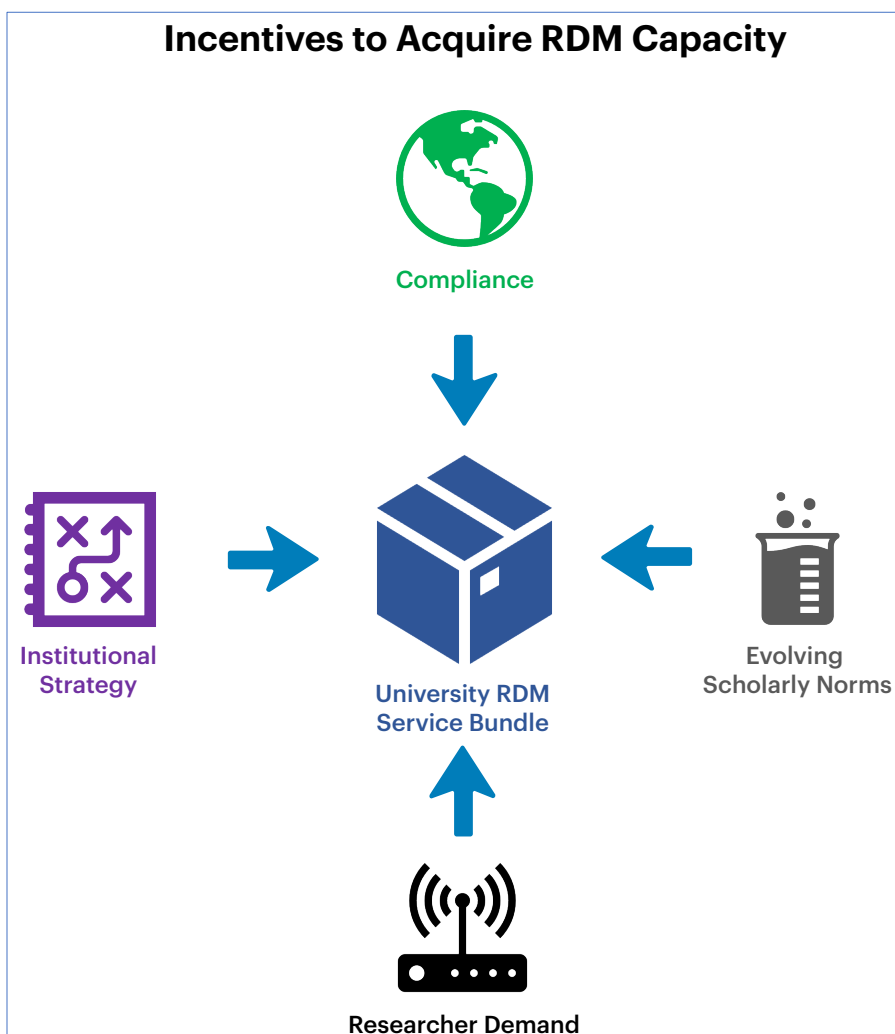 Incentives to Acquire RDM Capacity
Compliance
Institutional
Strategy
University RDM
Service Bundle
Evolving
Scholarly Norms
Researcher Demand